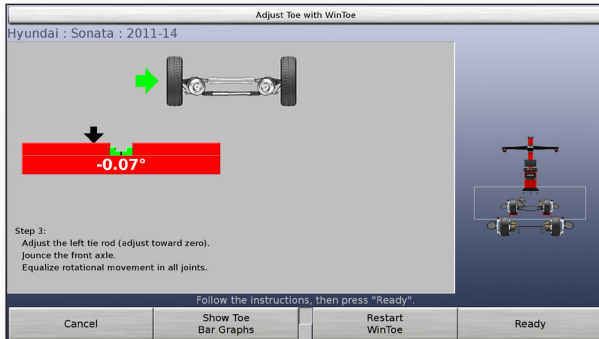 Adjust Toe with WinToe
Hyundai : Sonata : 2011-14
-0.07°
Step 3:
Adjust the left tie rod (adjust toward zero).
Jounce the front axle.
Equalize rotational movement in all joints.
Follow the instructions, then press "Ready".
Cancel
Show Toe
Bar Graphs
Restart
WinToe
Ready